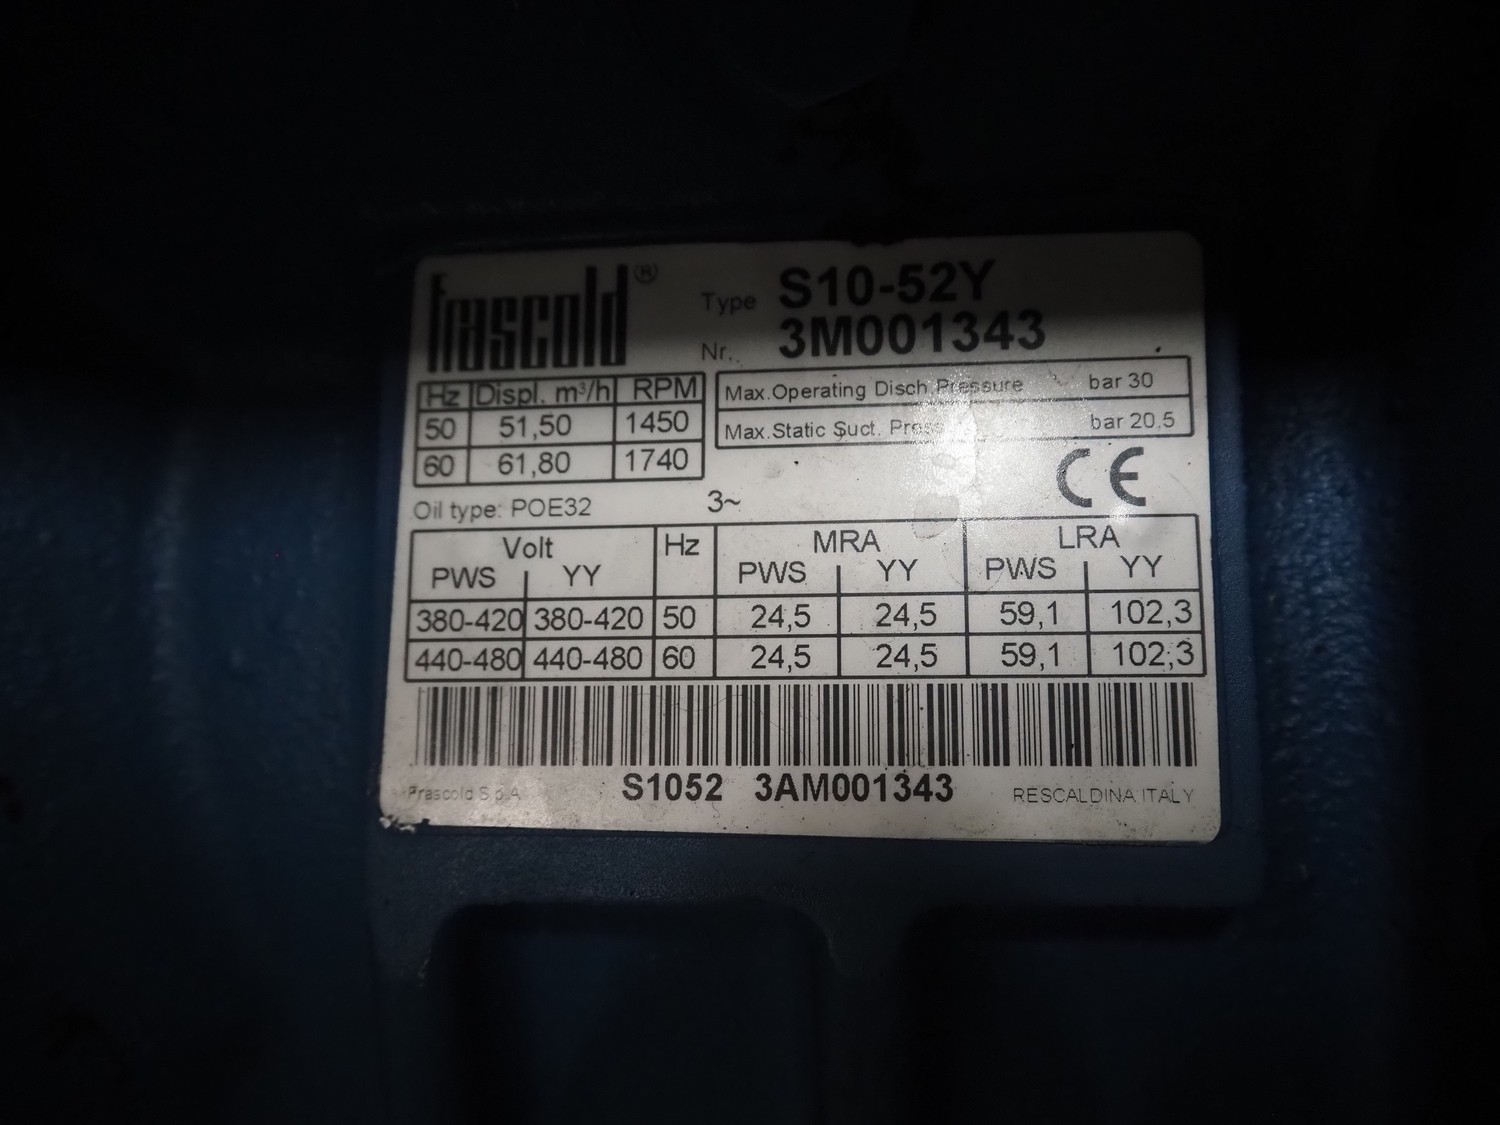 frascold®
Type S10-52Y
Nr. 3M001343
Hz Displ. m³/h RPM
50 51,50 1450
60 61,80 1740
Max.Operating Disch.Pressure bar 30
Max.Static Suct. Press bar 20,5
CE
Oil type: POE32 3~
Volt Hz MRA LRA
PWS YY PWS YY PWS YY
380-420 380-420 50 24,5 24,5 59,1 102,3
440-480 440-480 60 24,5 24,5 59,1 102,3
S1052 3AM001343
Frascold S.p.A. RESCALDINA ITALY